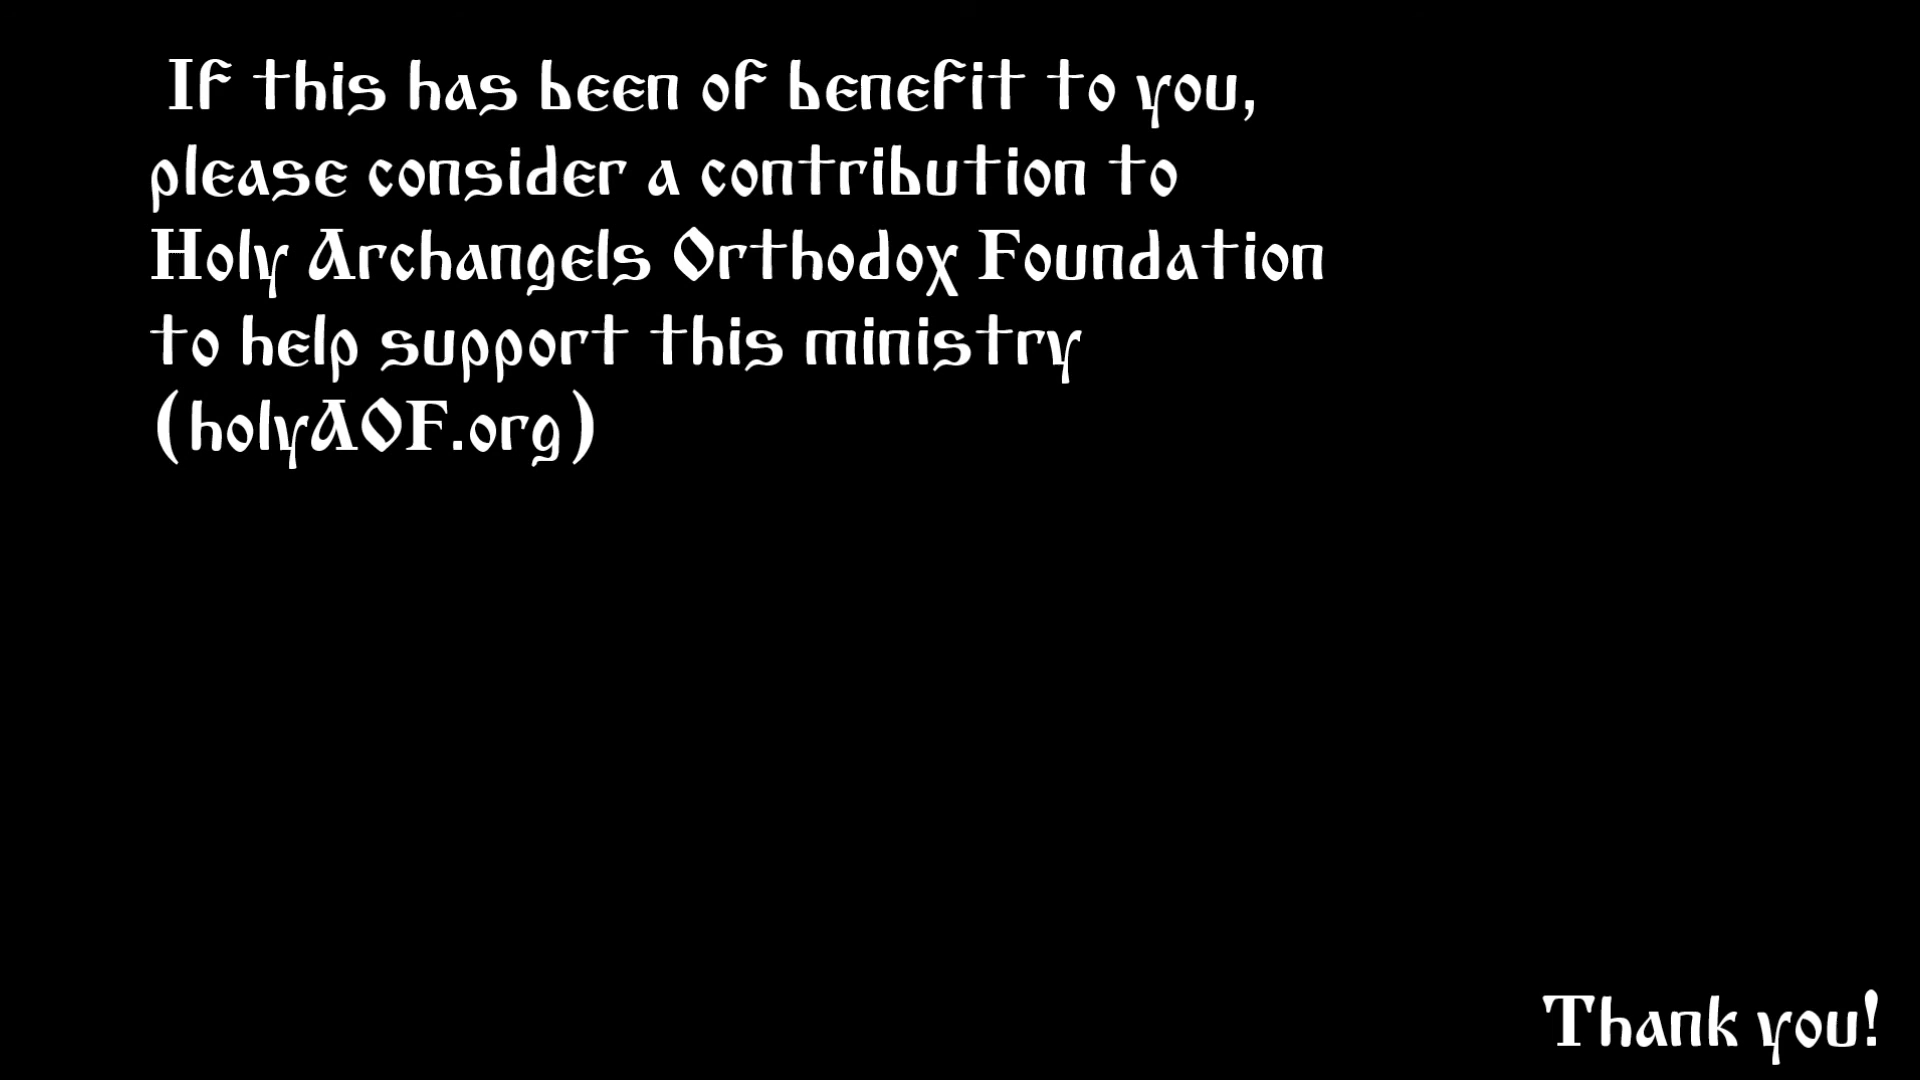 If this has been of benefit to you,
please consider a contribution to
Holy Archangels Orthodox Foundation
to help support this ministry
(holyAOF.org)
Thank you!